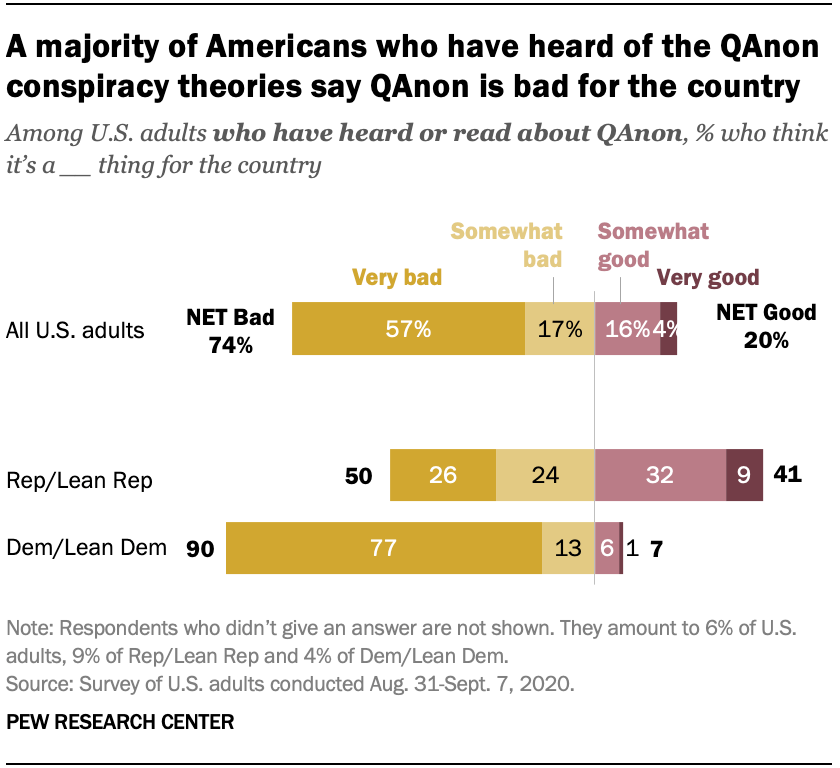 A majority of Americans who have heard of the QAnon
conspiracy theories say QAnon is bad for the country
Among U.S. adults who have heard or read about QAnon, % who think
it's a __ thing for the country
Somewhat bad
Somewhat good
Very bad
Very good
All U.S. adults
NET Bad
74%
57%
17%
16%
4%
NET Good
20%
Rep/Lean Rep
50
26
24
32
9
41
Dem/Lean Dem
90
77
13
6
1
7
Note: Respondents who didn't give an answer are not shown. They amount to 6% of U.S.
adults, 9% of Rep/Lean Rep and 4% of Dem/Lean Dem.
Source: Survey of U.S. adults conducted Aug. 31-Sept. 7, 2020.
PEW RESEARCH CENTER